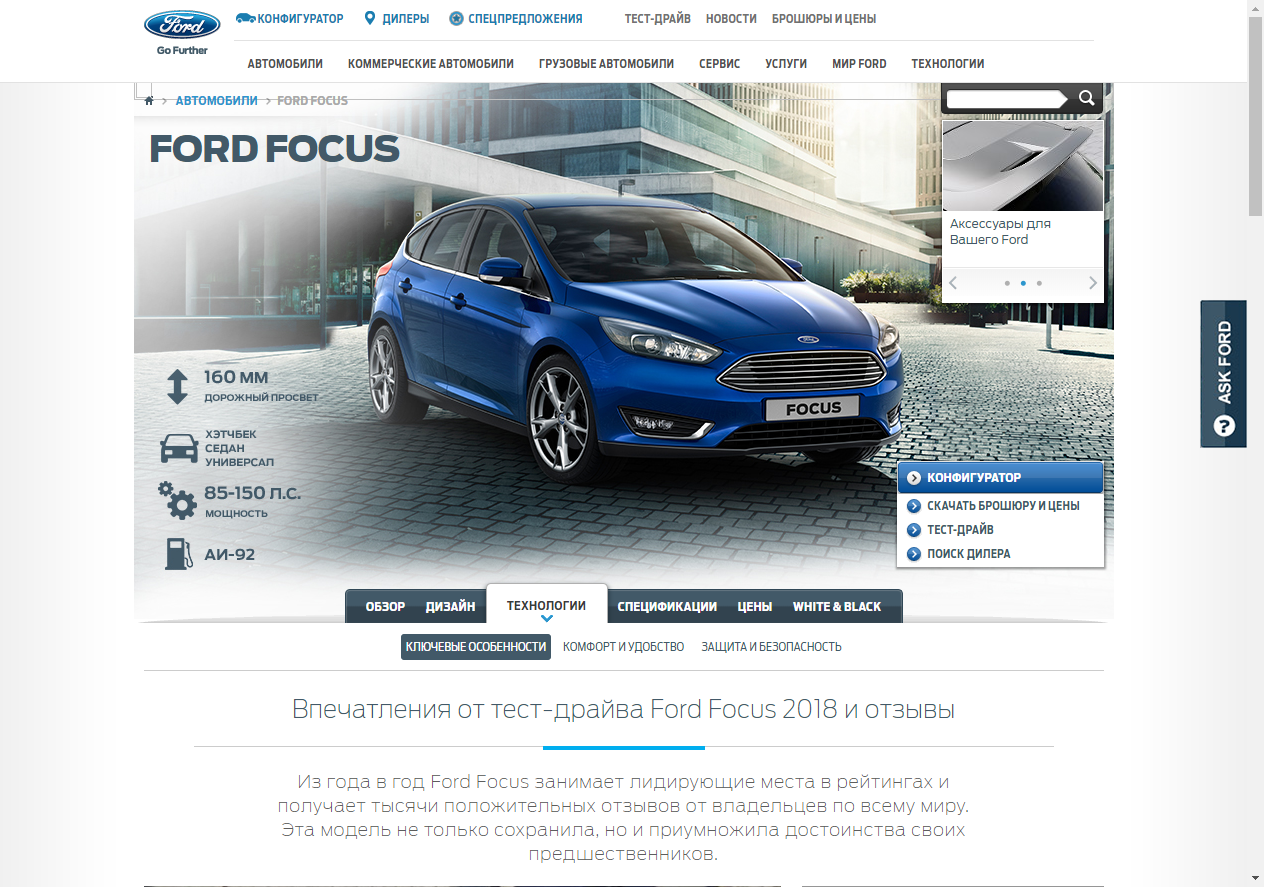 Ford
Go Further
КОНФИГУРАТОР ДИЛЕРЫ СПЕЦПРЕДЛОЖЕНИЯ ТЕСТ-ДРАЙВ НОВОСТИ БРОШЮРЫ И ЦЕНЫ
АВТОМОБИЛИ КОММЕРЧЕСКИЕ АВТОМОБИЛИ ГРУЗОВЫЕ АВТОМОБИЛИ СЕРВИС УСЛУГИ МИР FORD ТЕХНОЛОГИИ
АВТОМОБИЛИ > FORD FOCUS
FORD FOCUS
Аксессуары для
Вашего Ford
ASK FORD
160 ММ
ДОРОЖНЫЙ ПРОСВЕТ
ХЭТЧБЕК
СЕДАН
УНИВЕРСАЛ
85-150 Л.С.
МОЩНОСТЬ
АИ-92
FOCUS
КОНФИГУРАТОР
СКАЧАТЬ БРОШЮРУ И ЦЕНЫ
ТЕСТ-ДРАЙВ
ПОИСК ДИЛЕРА
ОБЗОР ДИЗАЙН ТЕХНОЛОГИИ СПЕЦИФИКАЦИИ ЦЕНЫ WHITE & BLACK
КЛЮЧЕВЫЕ ОСОБЕННОСТИ КОМФОРТ И УДОБСТВО ЗАЩИТА И БЕЗОПАСНОСТЬ
Впечатления от тест-драйва Ford Focus 2018 и отзывы
Из года в год Ford Focus занимает лидирующие места в рейтингах и
получает тысячи положительных отзывов от владельцев по всему миру.
Эта модель не только сохранила, но и приумножила достоинства своих
предшественников.